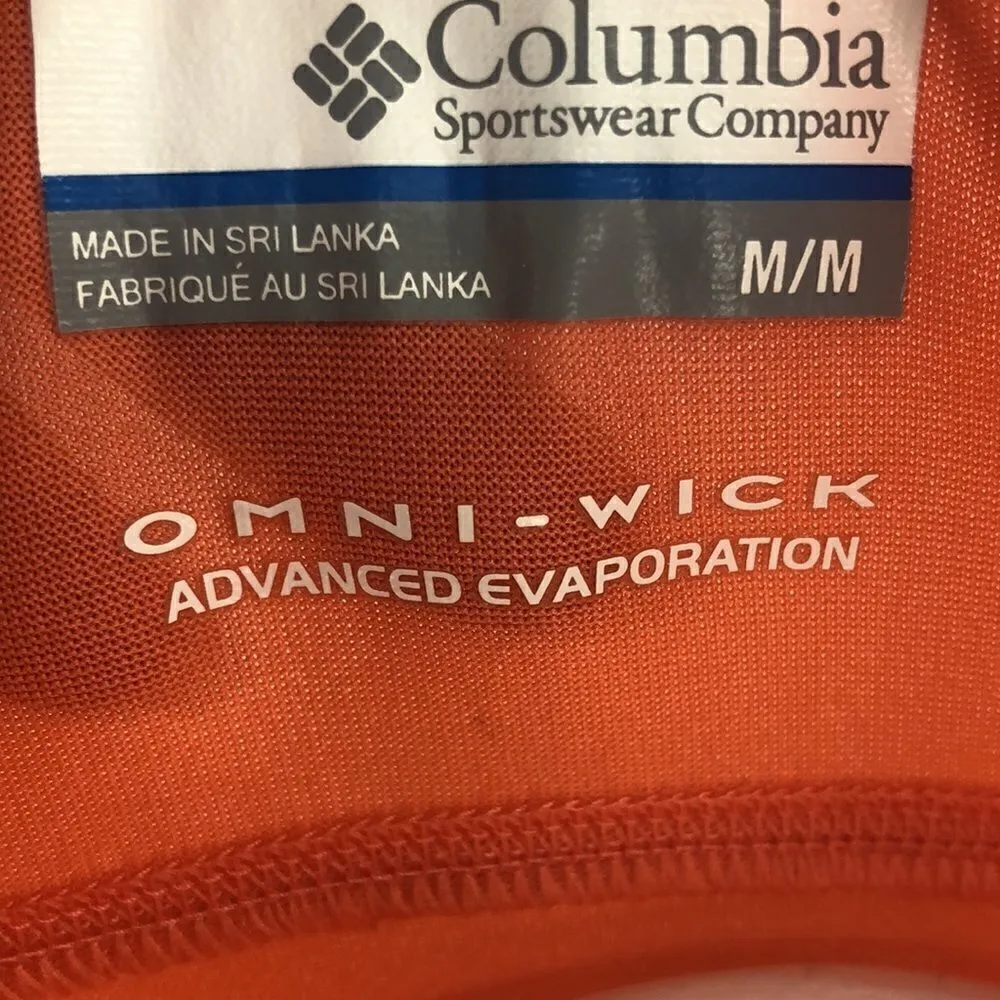 Columbia
Sportswear Company
MADE IN SRI LANKA
FABRIQUÉ AU SRI LANKA
M/M
OMNI-WICK
ADVANCED EVAPORATION